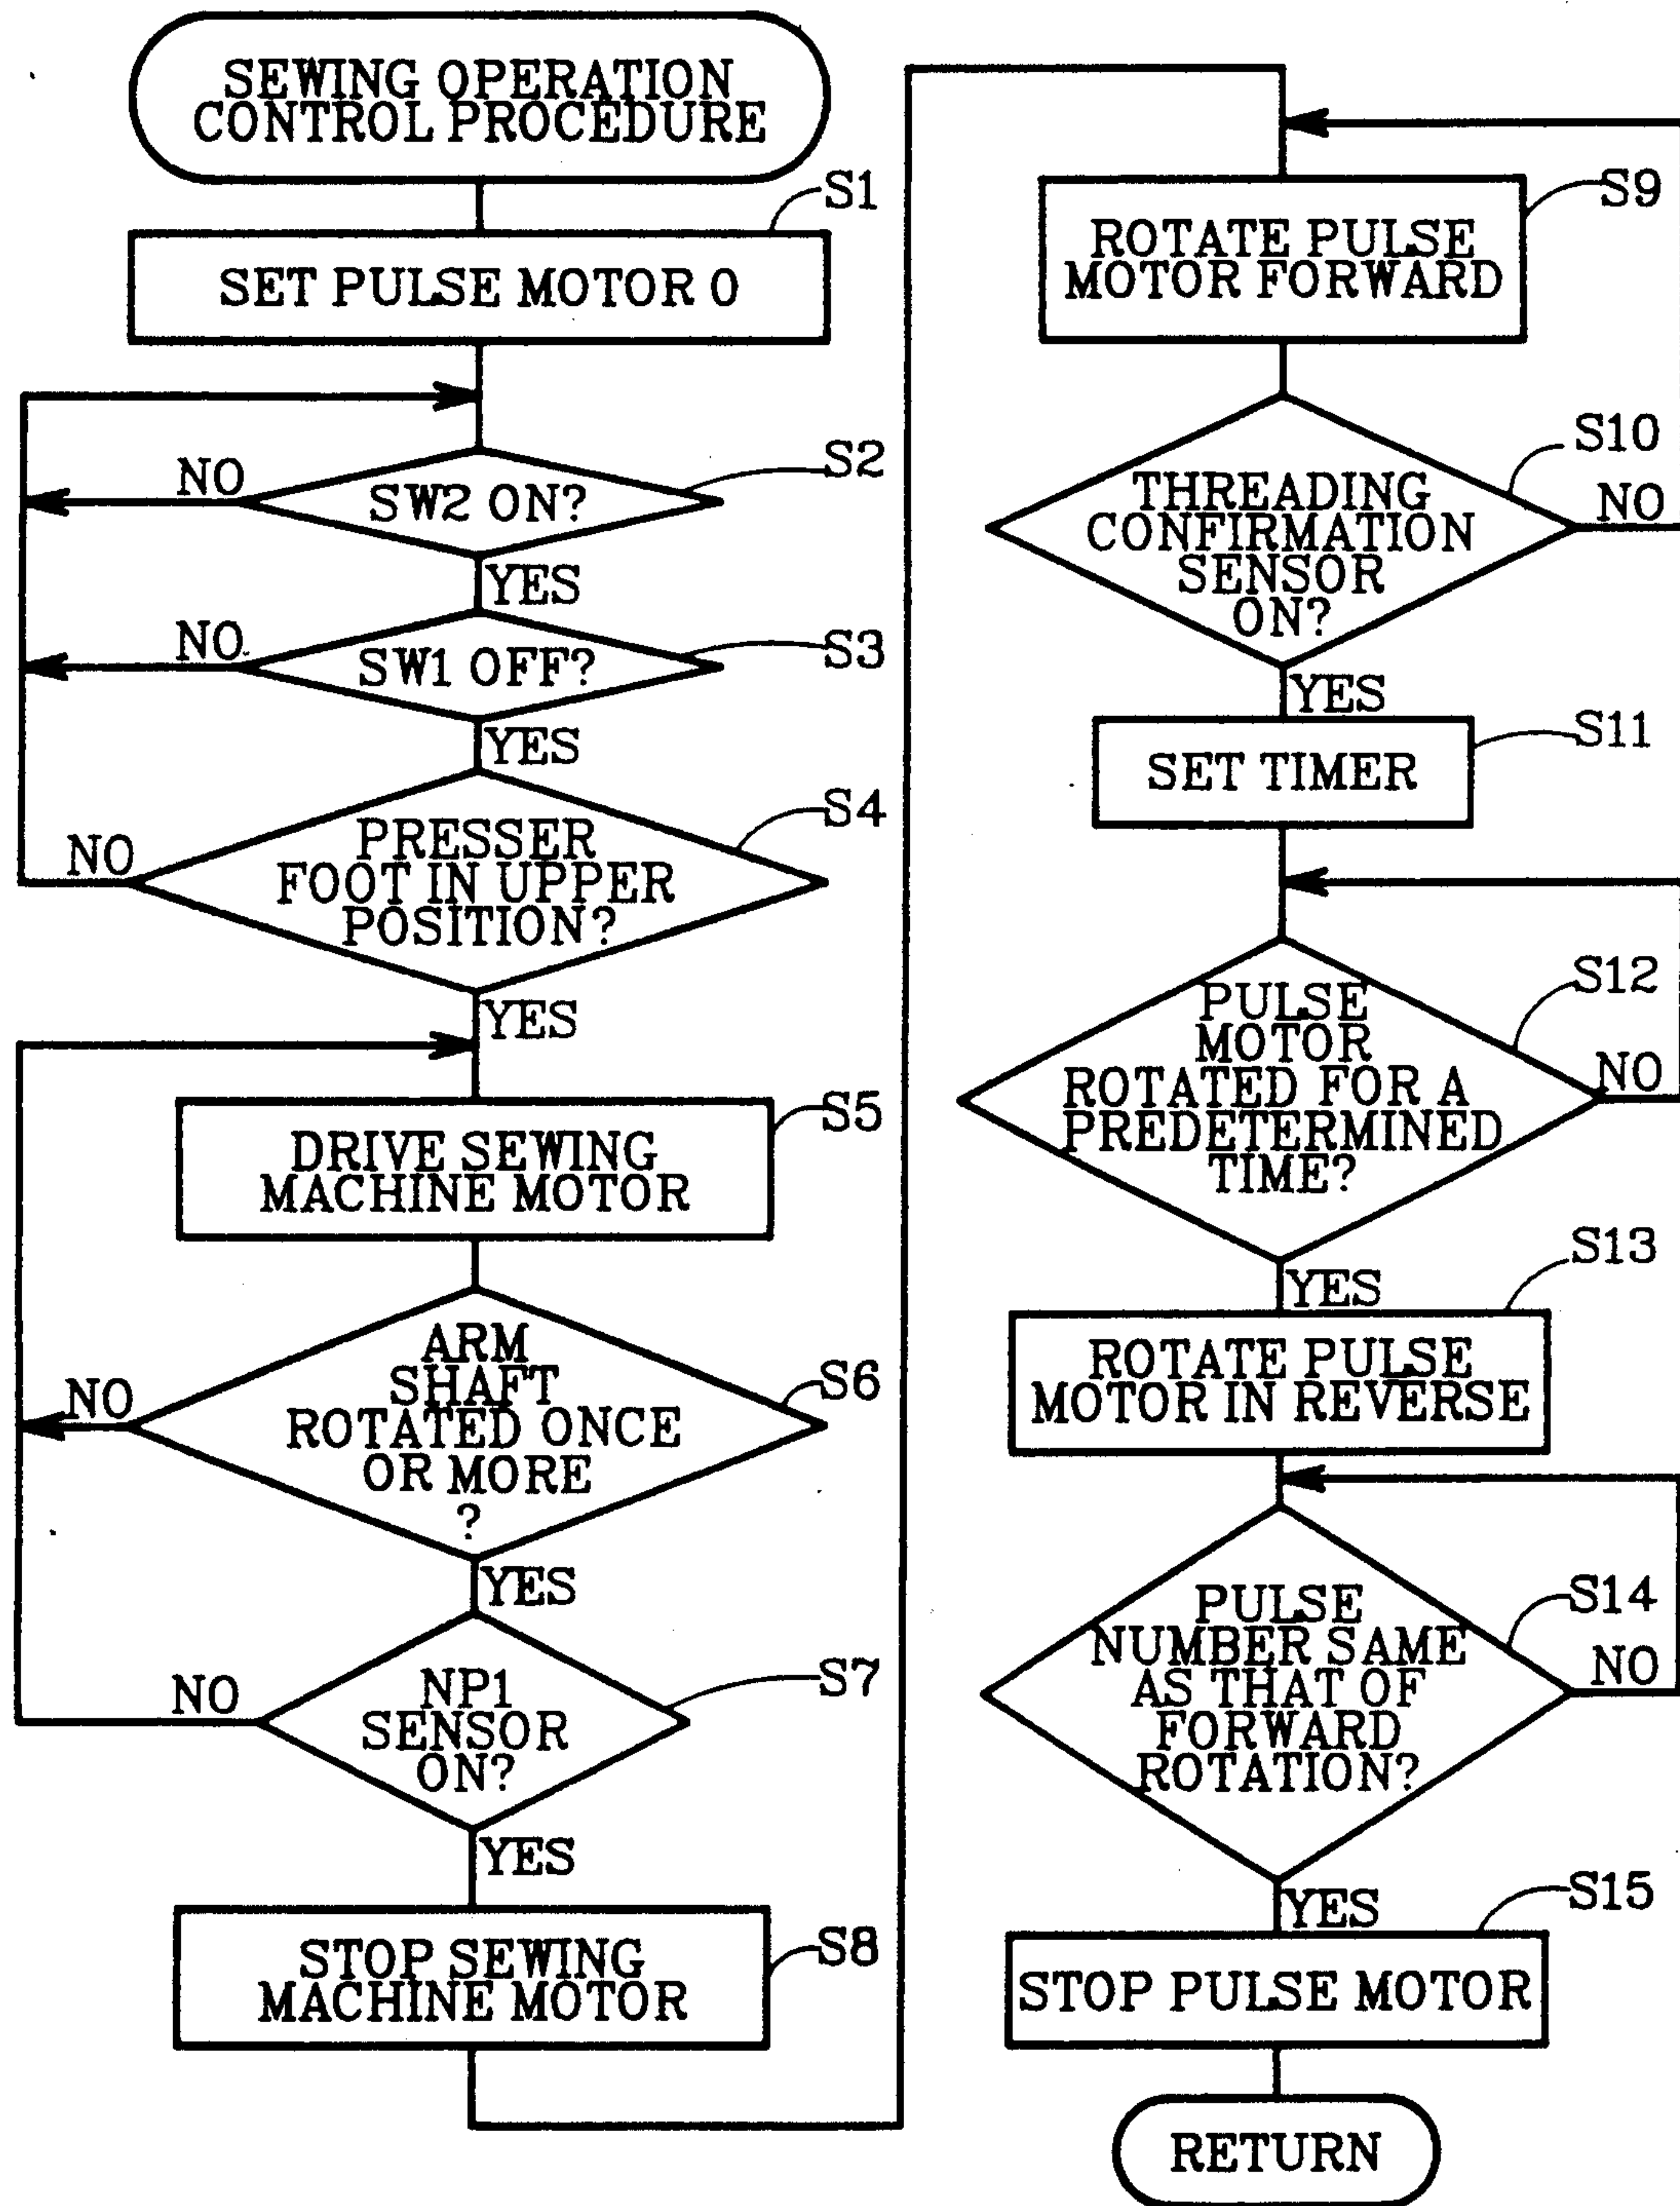 SEWING OPERATION
CONTROL PROCEDURE
S1
SET PULSE MOTOR 0
S2
NO
SW2 ON?
YES
S3
NO
SW1 OFF?
YES
S4
NO
PRESSER
FOOT IN UPPER
POSITION?
YES
S5
DRIVE SEWING
MACHINE MOTOR
S6
NO
ARM
SHAFT
ROTATED ONCE
OR MORE
?
YES
S7
NO
NP1
SENSOR
ON?
YES
S8
STOP SEWING
MACHINE MOTOR
S9
ROTATE PULSE
MOTOR FORWARD
S10
THREADING
CONFIRMATION
SENSOR
ON?
NO
YES
S11
SET TIMER
S12
PULSE
MOTOR
ROTATED FOR A
PREDETERMINED
TIME?
NO
YES
S13
ROTATE PULSE
MOTOR IN REVERSE
S14
PULSE
NUMBER SAME
AS THAT OF
FORWARD
ROTATION?
NO
YES
S15
STOP PULSE MOTOR
RETURN